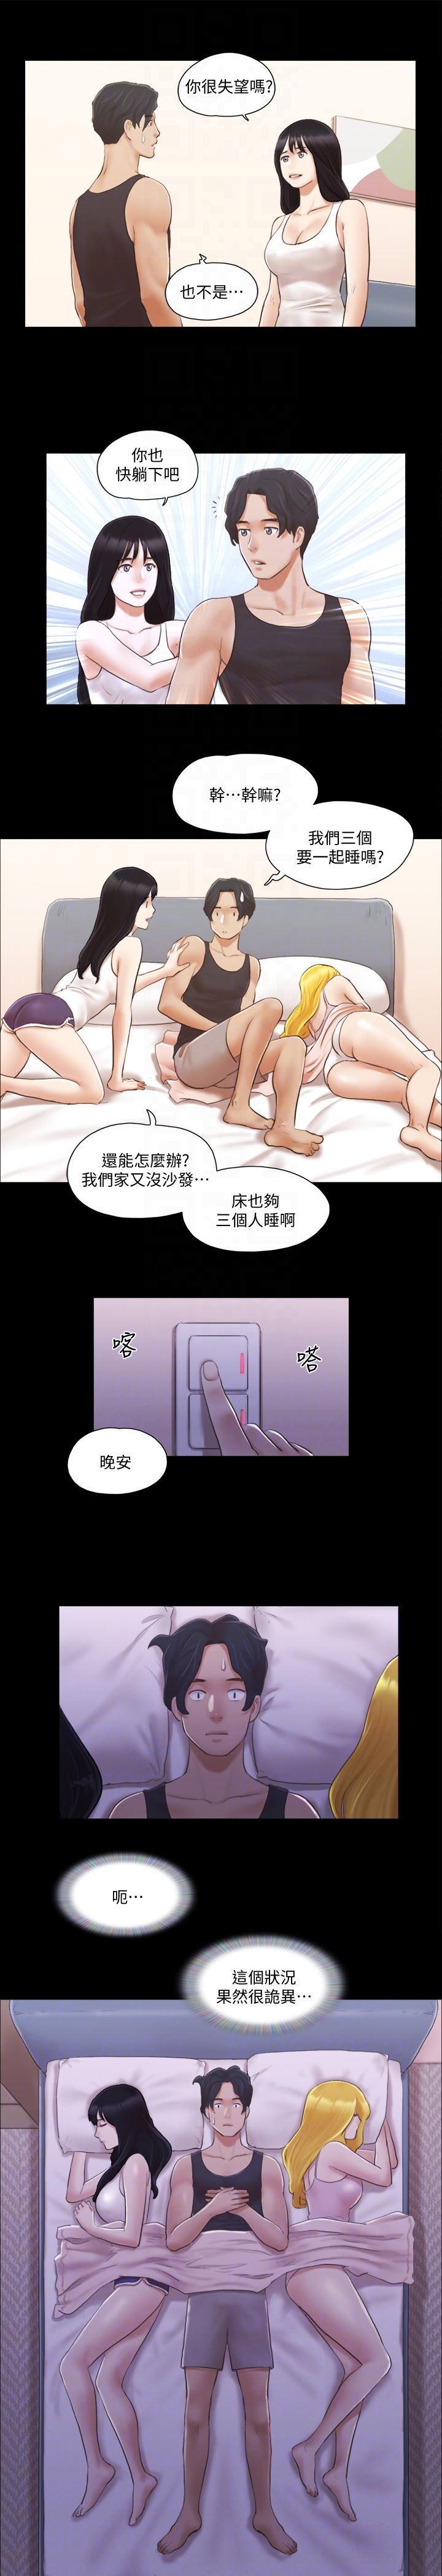 你很失望嗎?
也不是…
你也
快躺下吧
幹…幹嘛?
我們三個
要一起睡嗎?
還能怎麼辦?
我們家又沒沙發…
床也夠
三個人睡啊
喀
嗒
晚安
呃…
這個狀況
果然很詭異…